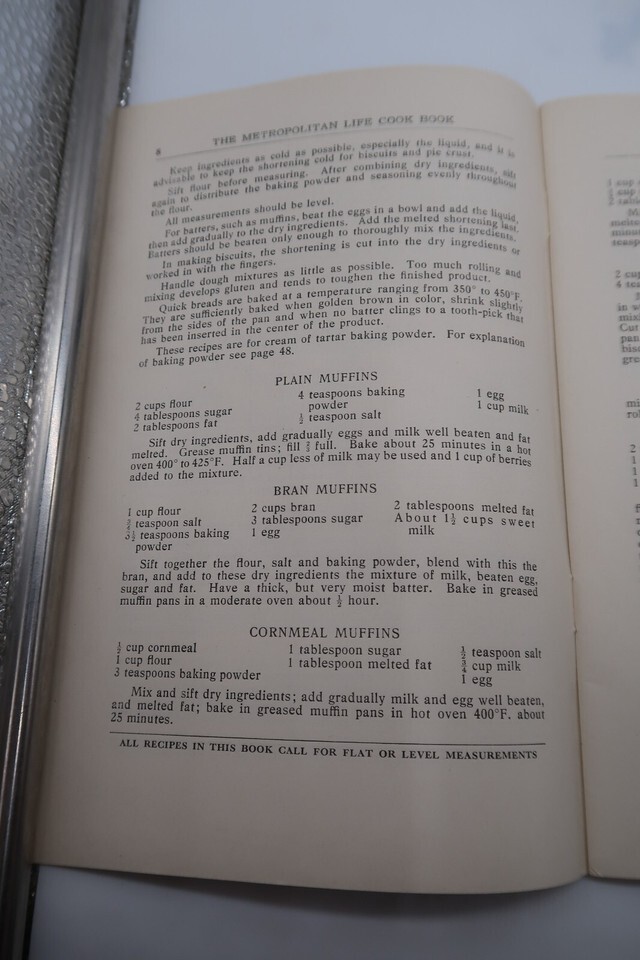 8 THE METROPOLITAN LIFE COOK BOOK
Keep ingredients as cold as possible, especially the liquid, and it is
advisable to keep the shortening cold for biscuits and pie crust.
Sift flour before measuring. After combining dry ingredients, sift
again to distribute the baking powder and seasoning evenly throughout
the flour.
All measurements should be level.
For batters, such as muffins, beat the eggs in a bowl and add the liquid,
then add gradually to the dry ingredients. Add the melted shortening last.
Batters should be beaten only enough to thoroughly mix the ingredients.
In making biscuits, the shortening is cut into the dry ingredients or
worked in with the fingers.
Handle dough mixtures as little as possible. Too much rolling and
mixing develops gluten and tends to toughen the finished product.
Quick breads are baked at a temperature ranging from 350° to 450°F.
They are sufficiently baked when golden brown in color, shrink slightly
from the sides of the pan and when no batter clings to a tooth-pick that
has been inserted in the center of the product.
These recipes are for cream of tartar baking powder. For explanation
of baking powder see page 48.
PLAIN MUFFINS
2 cups flour
4 tablespoons sugar
2 tablespoons fat
4 teaspoons baking
powder
½ teaspoon salt
1 egg
1 cup milk
Sift dry ingredients, add gradually eggs and milk well beaten and fat
melted. Grease muffin tins; fill ⅔ full. Bake about 25 minutes in a hot
oven 400° to 425°F. Half a cup less of milk may be used and 1 cup of berries
added to the mixture.
BRAN MUFFINS
1 cup flour
¾ teaspoon salt
3½ teaspoons baking
powder
2 cups bran
3 tablespoons sugar
1 egg
2 tablespoons melted fat
About 1½ cups sweet
milk
Sift together the flour, salt and baking powder, blend with this the
bran, and add to these dry ingredients the mixture of milk, beaten egg,
sugar and fat. Have a thick, but very moist batter. Bake in greased
muffin pans in a moderate oven about ½ hour.
CORNMEAL MUFFINS
½ cup cornmeal
1 cup flour
3 teaspoons baking powder
1 tablespoon sugar
1 tablespoon melted fat
½ teaspoon salt
¾ cup milk
1 egg
Mix and sift dry ingredients; add gradually milk and egg well beaten,
and melted fat; bake in greased muffin pans in hot oven 400°F. about
25 minutes.
ALL RECIPES IN THIS BOOK CALL FOR FLAT OR LEVEL MEASUREMENTS